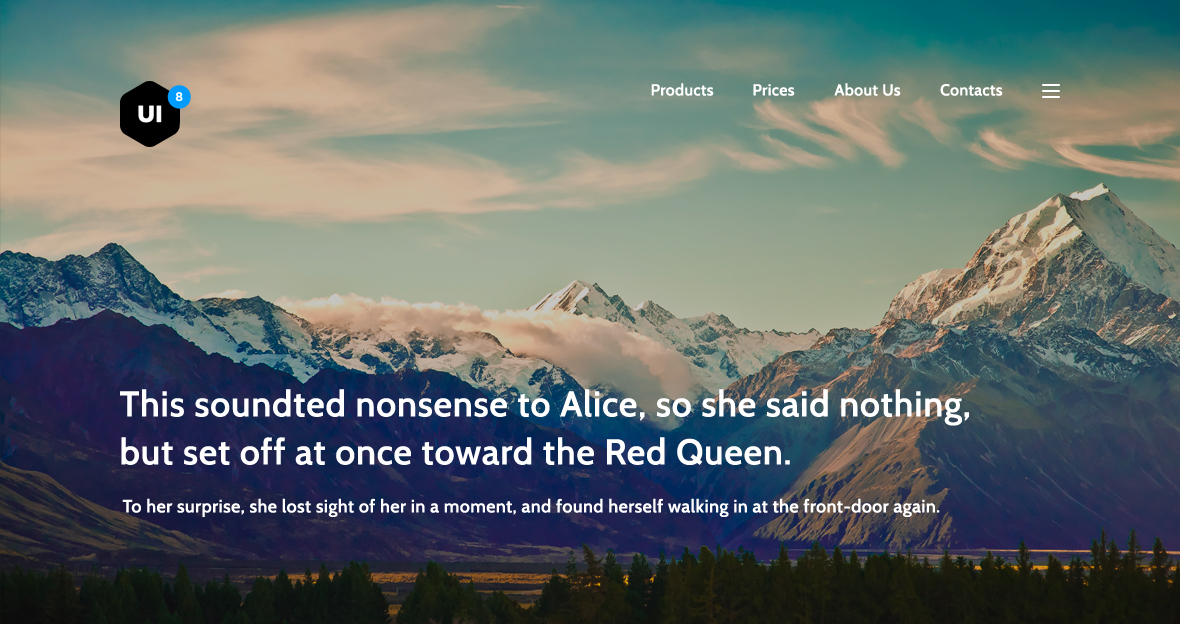 UI
8
Products Prices About Us Contacts
This soundted nonsense to Alice, so she said nothing,
but set off at once toward the Red Queen.
To her surprise, she lost sight of her in a moment, and found herself walking in at the front-door again.